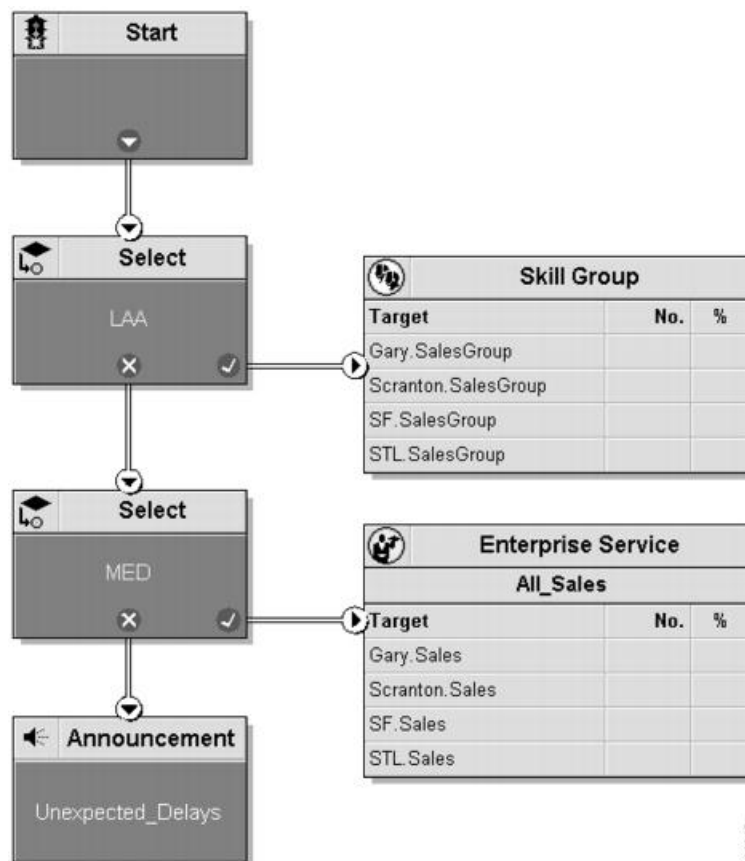 Start
Select
LAA
Skill Group
Target No. %
Gary.SalesGroup
Scranton.SalesGroup
SF.SalesGroup
STL.SalesGroup
Select
MED
Enterprise Service
All_Sales
Target No. %
Gary.Sales
Scranton.Sales
SF.Sales
STL.Sales
Announcement
Unexpected_Delays